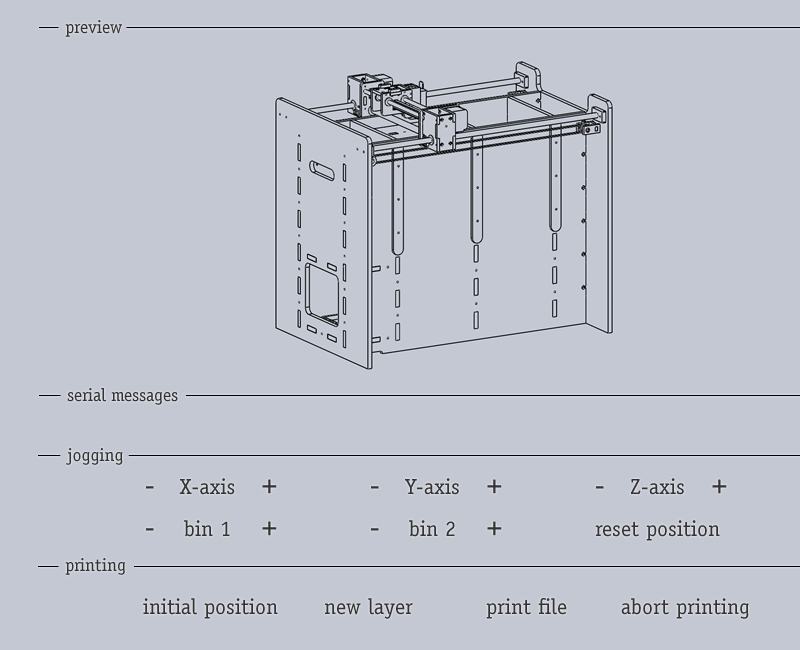 preview
serial messages
jogging
- X-axis + - Y-axis + - Z-axis +
- bin 1 + - bin 2 + reset position
printing
initial position new layer print file abort printing